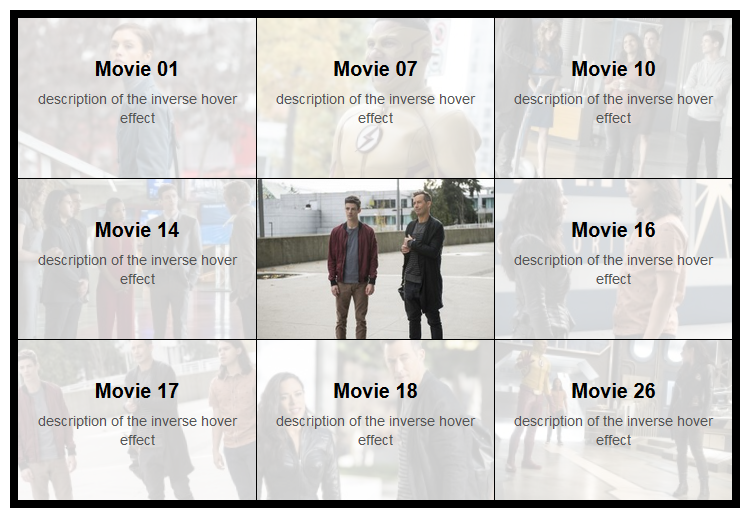 Movie 01
description of the inverse hover
effect
Movie 07
description of the inverse hover
effect
Movie 10
description of the inverse hover
effect
Movie 14
description of the inverse hover
effect
Movie 16
description of the inverse hover
effect
Movie 17
description of the inverse hover
effect
Movie 18
description of the inverse hover
effect
Movie 26
description of the inverse hover
effect